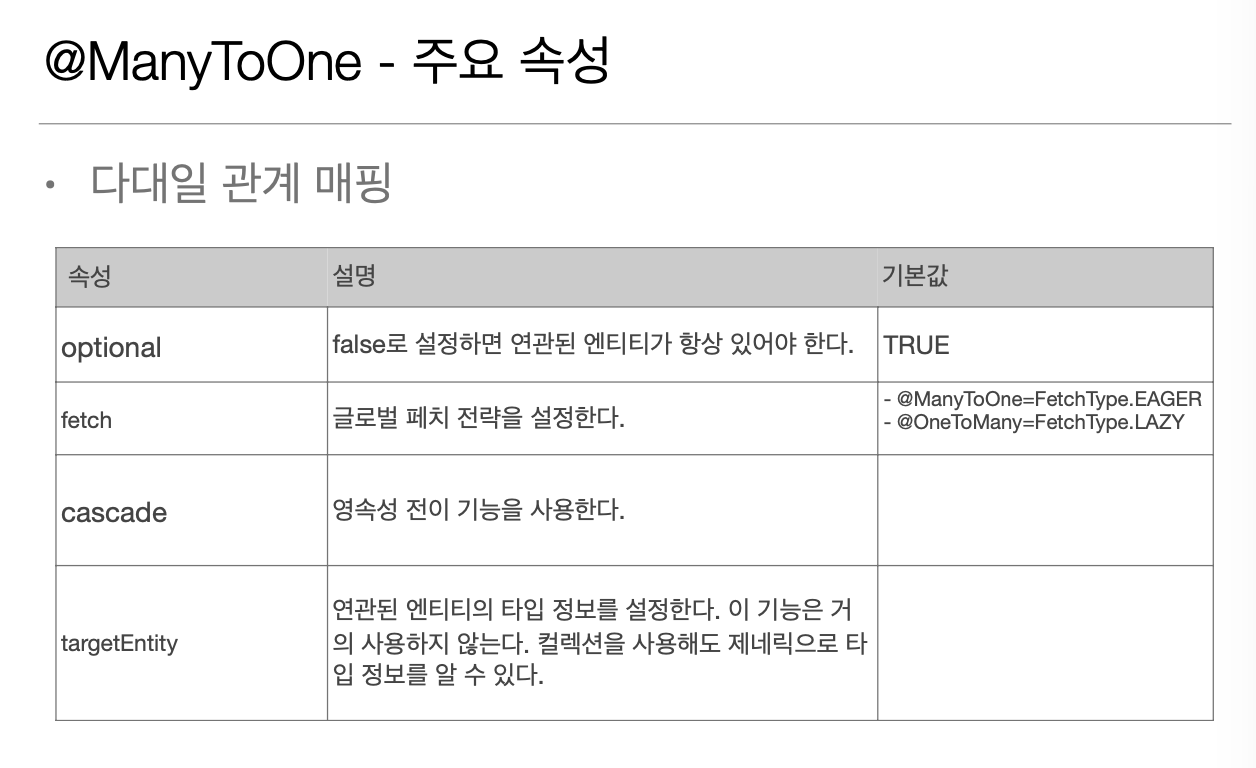 @ManyToOne - 주요 속성
• 다대일 관계 매핑
속성 설명 기본값
optional false로 설정하면 연관된 엔티티가 항상 있어야 한다. TRUE
fetch 글로벌 페치 전략을 설정한다. - @ManyToOne=FetchType.EAGER
- @OneToMany=FetchType.LAZY
cascade 영속성 전이 기능을 사용한다.
targetEntity 연관된 엔티티의 타입 정보를 설정한다. 이 기능은 거
의 사용하지 않는다. 컬렉션을 사용해도 제네릭으로 타
입 정보를 알 수 있다.